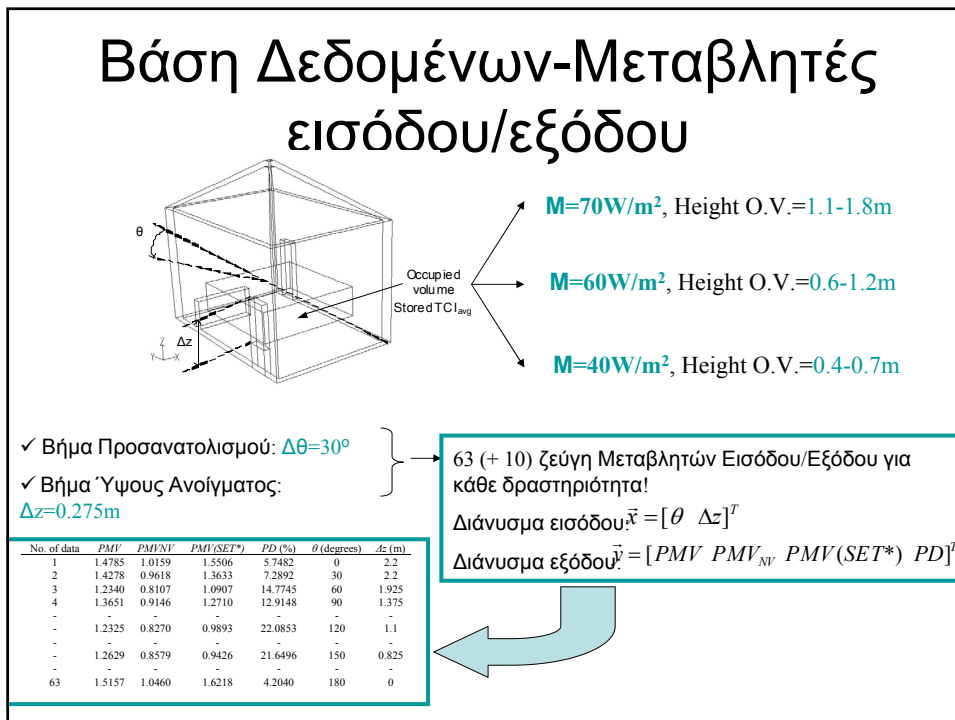 Βάση Δεδομένων-Μεταβλητές
εισόδου/εξόδου
θ
Δz
Z
Y X
Occupied
volume
Stored TCIavg
M=70W/m², Height O.V.=1.1-1.8m
M=60W/m², Height O.V.=0.6-1.2m
M=40W/m², Height O.V.=0.4-0.7m
✓ Βήμα Προσανατολισμού: Δθ=30º
✓ Βήμα Ύψους Ανοίγματος:
Δz=0.275m
63 (+ 10) ζεύγη Μεταβλητών Εισόδου/Εξόδου για
κάθε δραστηριότητα!
Διάνυσμα εισόδου: x⃗ = [θ Δz]ᵀ
Διάνυσμα εξόδου: y⃗ = [PMV PMV_NV PMV(SET*) PD]ᵀ
No. of data PMV PMVNV PMV(SET*) PD (%) θ (degrees) Δz (m)
1 1.4785 1.0159 1.5506 5.7482 0 2.2
2 1.4278 0.9618 1.3633 7.2892 30 2.2
3 1.2340 0.8107 1.0907 14.7745 60 1.925
4 1.3651 0.9146 1.2710 12.9148 90 1.375
- - - - - - -
- 1.2325 0.8270 0.9893 22.0853 120 1.1
- - - - - - -
- 1.2629 0.8579 0.9426 21.6496 150 0.825
- - - - - - -
63 1.5157 1.0460 1.6218 4.2040 180 0